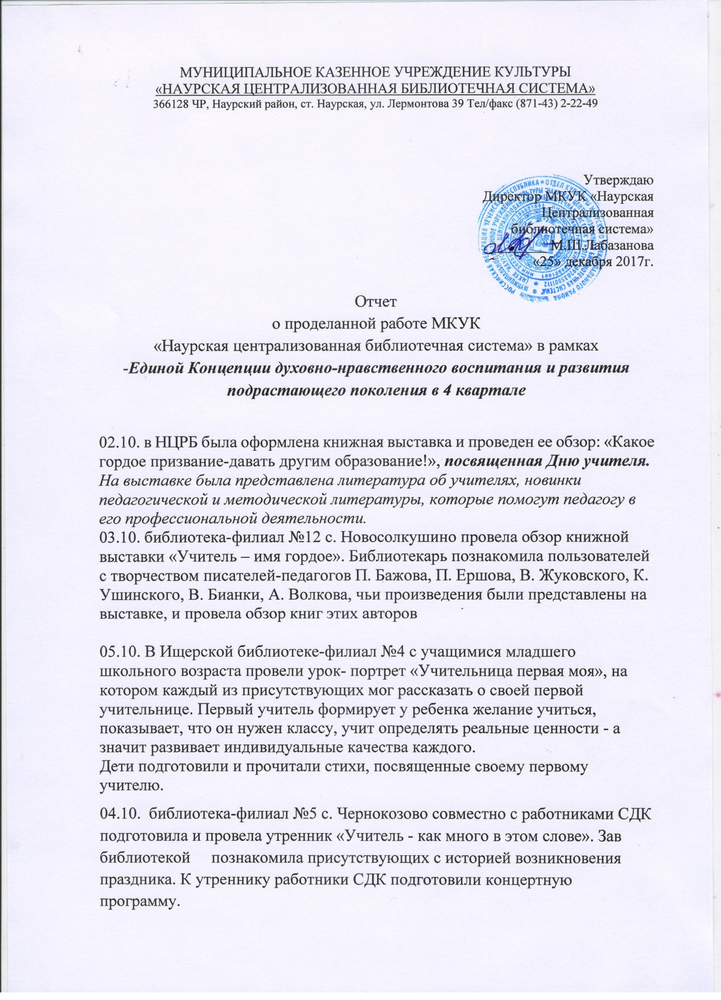 МУНИЦИПАЛЬНОЕ КАЗЕННОЕ УЧРЕЖДЕНИЕ КУЛЬТУРЫ
«НАУРСКАЯ ЦЕНТРАЛИЗОВАННАЯ БИБЛИОТЕЧНАЯ СИСТЕМА»
366128 ЧР, Наурский район, ст. Наурская, ул. Лермонтова 39 Тел/факс (871-43) 2-22-49
Утверждаю
Директор МКУК «Наурская
Централизованная
библиотечная система»
М.Ш.Лабазанова
«25» декабря 2017г.
Отчет
о проделанной работе МКУК
«Наурская централизованная библиотечная система» в рамках
-Единой Концепции духовно-нравственного воспитания и развития
подрастающего поколения в 4 квартале
02.10. в НЦРБ была оформлена книжная выставка и проведен ее обзор: «Какое
гордое призвание-давать другим образование!», посвященная Дню учителя.
На выставке была представлена литература об учителях, новинки
педагогической и методической литературы, которые помогут педагогу в
его профессиональной деятельности.
03.10. библиотека-филиал №12 с. Новосолкушино провела обзор книжной
выставки «Учитель – имя гордое». Библиотекарь познакомила пользователей
с творчеством писателей-педагогов П. Бажова, П. Ершова, В. Жуковского, К.
Ушинского, В. Бианки, А. Волкова, чьи произведения были представлены на
выставке, и провела обзор книг этих авторов
05.10. В Ищерской библиотеке-филиал №4 с учащимися младшего
школьного возраста провели урок- портрет «Учительница первая моя», на
котором каждый из присутствующих мог рассказать о своей первой
учительнице. Первый учитель формирует у ребенка желание учиться,
показывает, что он нужен классу, учит определять реальные ценности - а
значит развивает индивидуальные качества каждого.
Дети подготовили и прочитали стихи, посвященные своему первому
учителю.
04.10. библиотека-филиал №5 с. Чернокозово совместно с работниками СДК
подготовила и провела утренник «Учитель - как много в этом слове». Зав
библиотекой познакомила присутствующих с историей возникновения
праздника. К утреннику работники СДК подготовили концертную
программу.